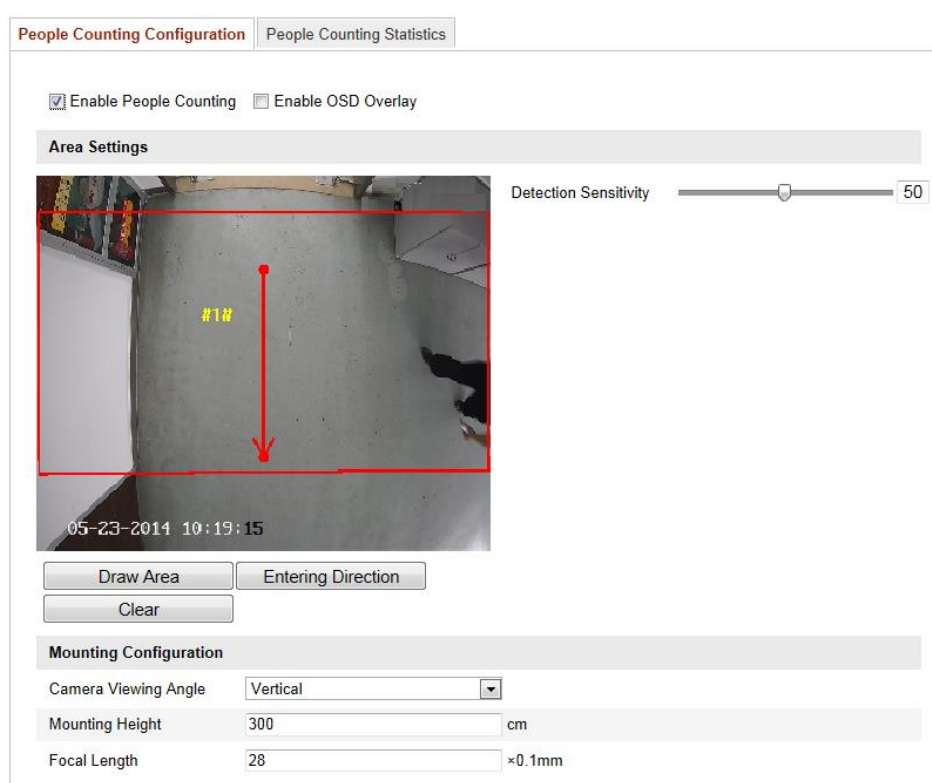 People Counting Configuration People Counting Statistics
Enable People Counting Enable OSD Overlay
Area Settings
Detection Sensitivity 50
#1#
05-23-2014 10:19:15
Draw Area Entering Direction
Clear
Mounting Configuration
Camera Viewing Angle Vertical
Mounting Height 300 cm
Focal Length 28 ×0.1mm